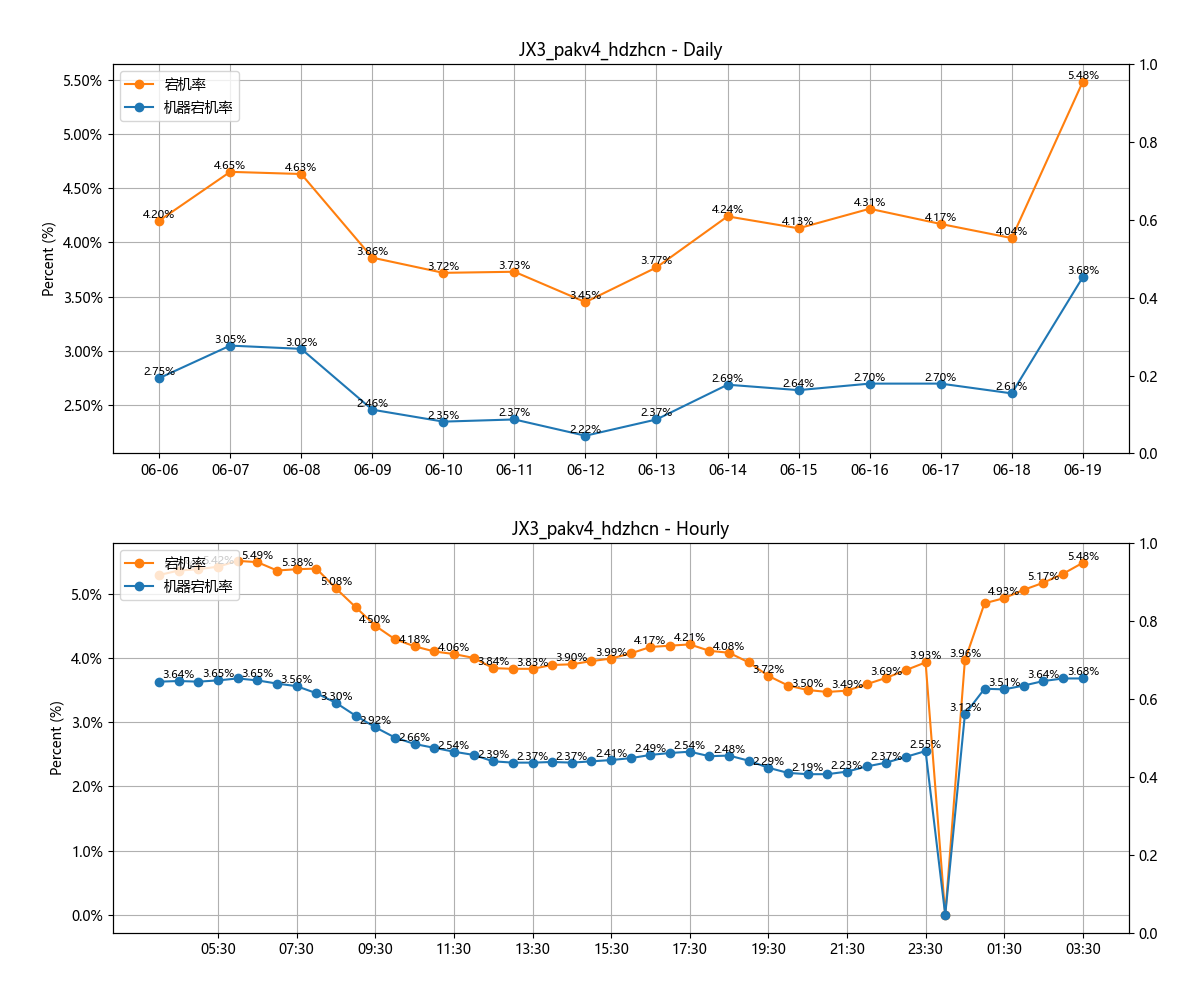 JX3_pakv4_hdzhcn - Daily
宕机率
机器宕机率
Percent (%)
5.50%
5.00%
4.50%
4.00%
3.50%
3.00%
2.50%
1.0
0.8
0.6
0.4
0.2
0.0
4.20% 4.65% 4.63% 3.86% 3.72% 3.73% 3.45% 3.77% 4.24% 4.13% 4.31% 4.17% 4.04% 5.48%
2.75% 3.05% 3.02% 2.46% 2.35% 2.37% 2.22% 2.37% 2.69% 2.64% 2.70% 2.70% 2.61% 3.68%
06-06 06-07 06-08 06-09 06-10 06-11 06-12 06-13 06-14 06-15 06-16 06-17 06-18 06-19
JX3_pakv4_hdzhcn - Hourly
宕机率
机器宕机率
Percent (%)
5.0%
4.0%
3.0%
2.0%
1.0%
0.0%
1.0
0.8
0.6
0.4
0.2
0.0
5.42% 5.49% 5.38% 5.08% 4.50% 4.18% 4.06% 3.84% 3.83% 3.90% 3.99% 4.17% 4.21% 4.08% 3.72% 3.50% 3.49% 3.69% 3.93% 3.96% 4.93% 5.17% 5.48%
3.64% 3.65% 3.65% 3.56% 3.30% 2.92% 2.66% 2.54% 2.39% 2.37% 2.37% 2.41% 2.49% 2.54% 2.48% 2.29% 2.19% 2.23% 2.37% 2.55% 3.12% 3.51% 3.64% 3.68%
05:30 07:30 09:30 11:30 13:30 15:30 17:30 19:30 21:30 23:30 01:30 03:30